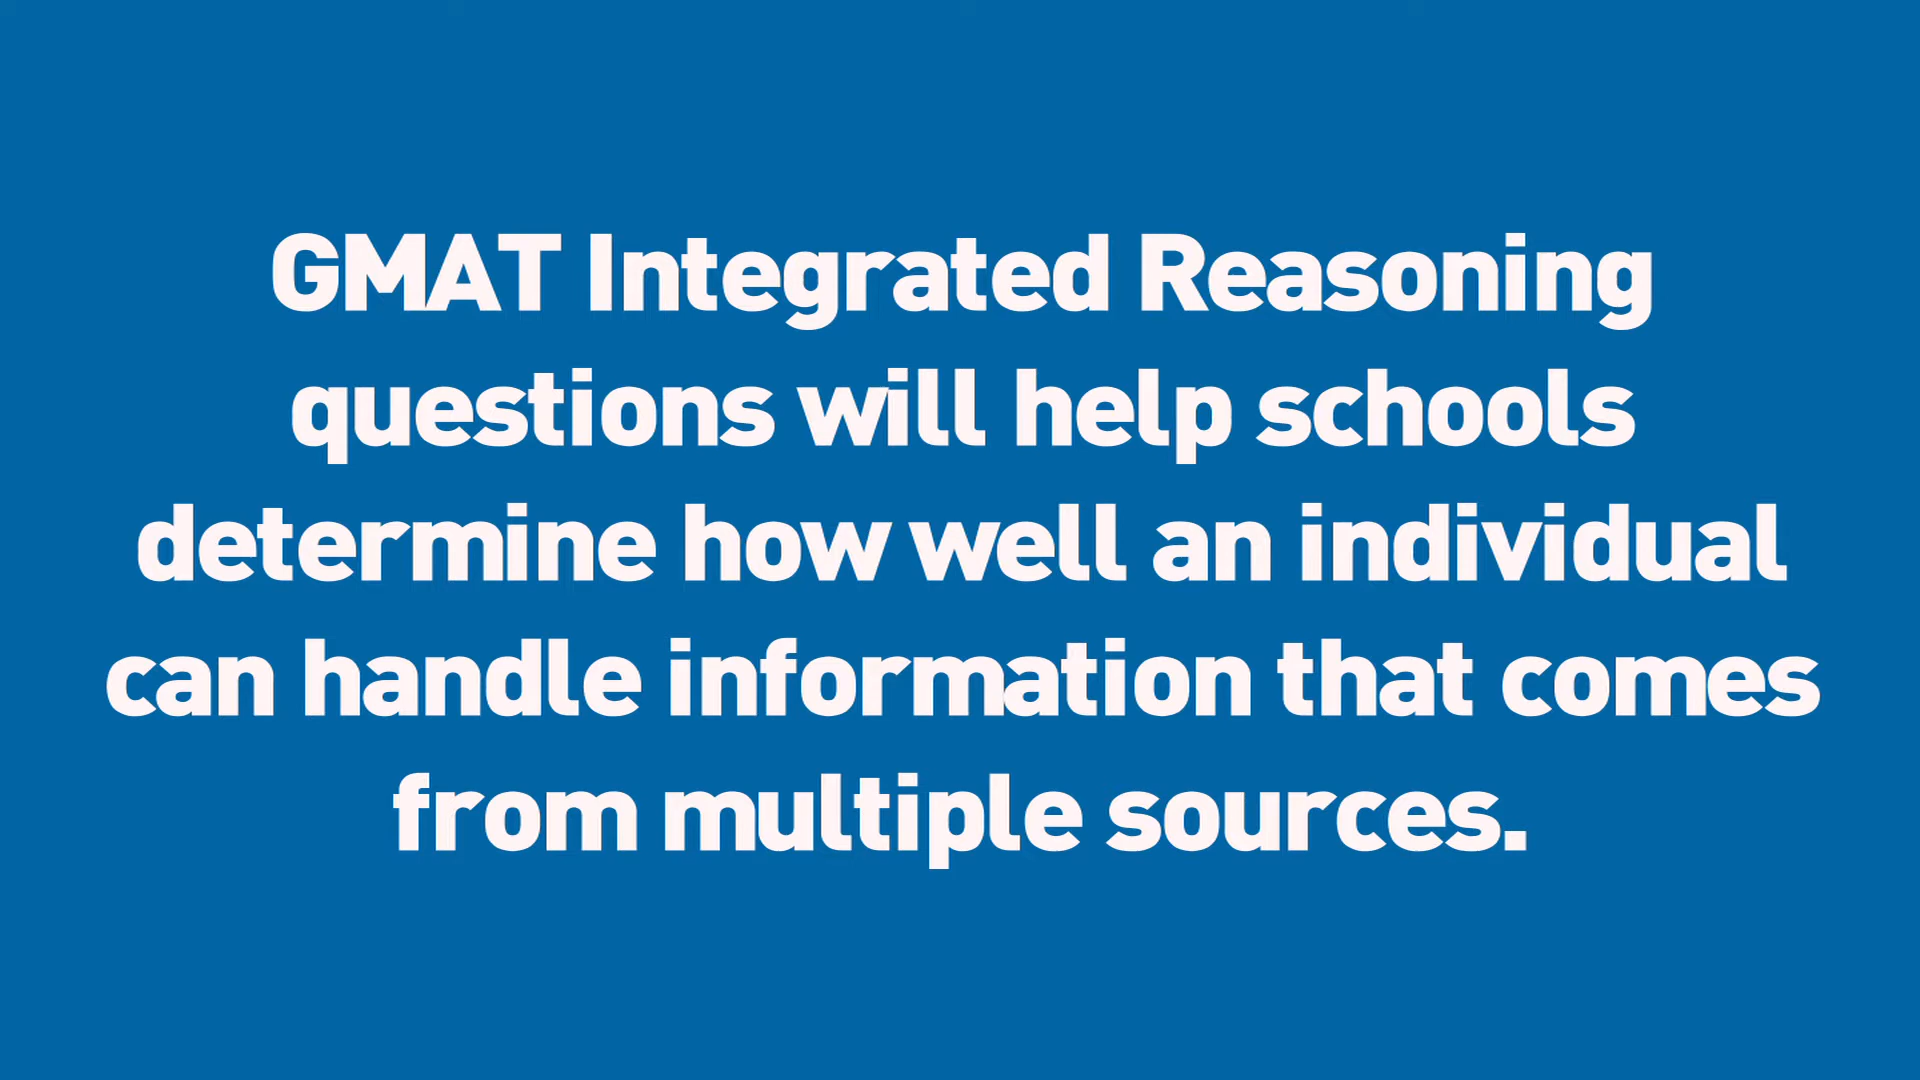 GMAT Integrated Reasoning
questions will help schools
determine how well an individual
can handle information that comes
from multiple sources.